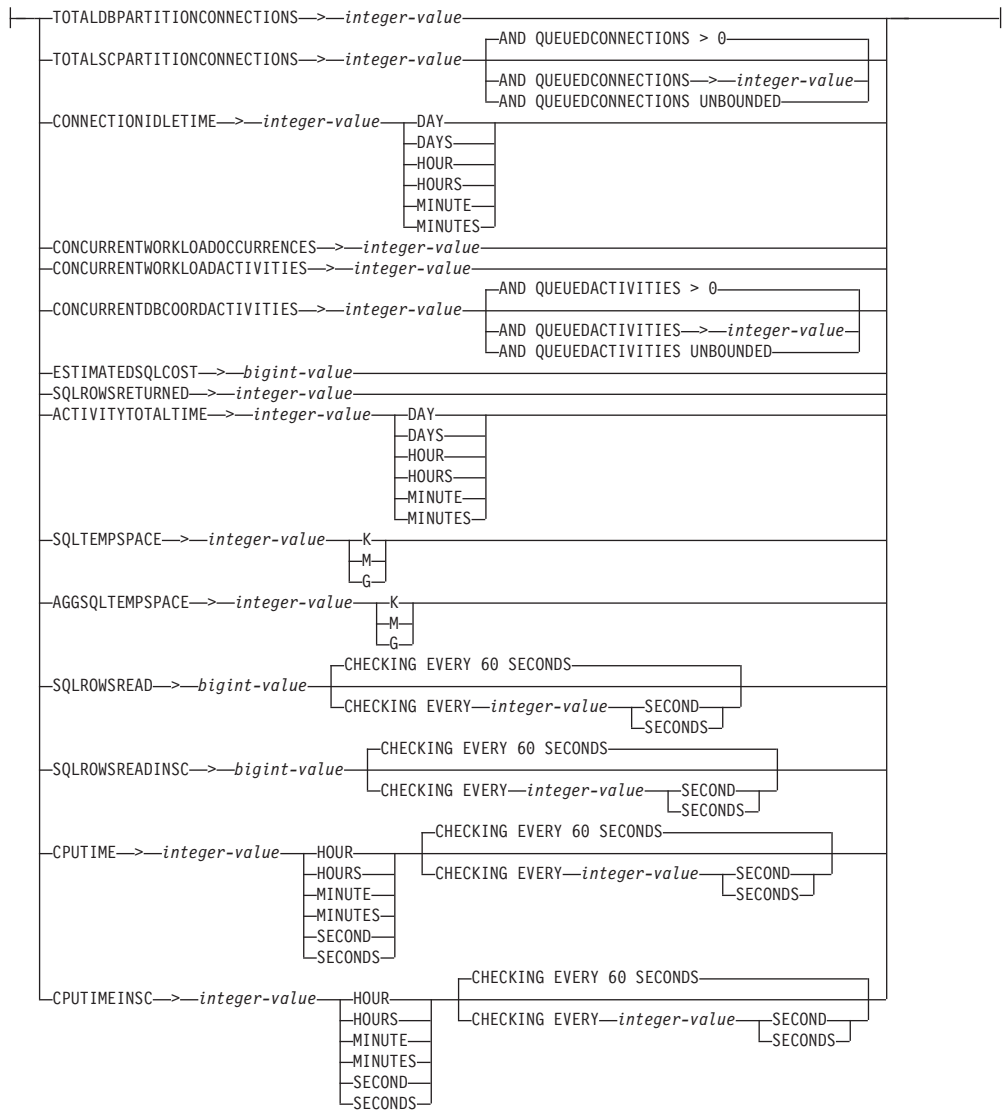 TOTALDBPARTITIONCONNECTIONS > integer-value
AND QUEUEDCONNECTIONS > 0
TOTALSCPARTITIONCONNECTIONS > integer-value
AND QUEUEDCONNECTIONS > integer-value
AND QUEUEDCONNECTIONS UNBOUNDED
CONNECTIONIDLETIME > integer-value DAY
DAYS
HOUR
HOURS
MINUTE
MINUTES
CONCURRENTWORKLOADOCCURRENCES > integer-value
CONCURRENTWORKLOADACTIVITIES > integer-value
AND QUEUEDACTIVITIES > 0
CONCURRENTDBCOORDACTIVITIES > integer-value
AND QUEUEDACTIVITIES > integer-value
AND QUEUEDACTIVITIES UNBOUNDED
ESTIMATEDSQLCOST > bigint-value
SQLROWSRETURNED > integer-value
ACTIVITYTOTALTIME > integer-value DAY
DAYS
HOUR
HOURS
MINUTE
MINUTES
SQLTEMPSPACE > integer-value K
M
G
AGGSQLTEMPSPACE > integer-value K
M
G
CHECKING EVERY 60 SECONDS
SQLROWSREAD > bigint-value
CHECKING EVERY integer-value SECOND
SECONDS
CHECKING EVERY 60 SECONDS
SQLROWSREADINSC > bigint-value
CHECKING EVERY integer-value SECOND
SECONDS
CHECKING EVERY 60 SECONDS
CPUTIME > integer-value HOUR
HOURS CHECKING EVERY integer-value SECOND
MINUTE SECONDS
MINUTES
SECOND
SECONDS
CHECKING EVERY 60 SECONDS
CPUTIMEINSC > integer-value HOUR
HOURS CHECKING EVERY integer-value SECOND
MINUTE SECONDS
MINUTES
SECOND
SECONDS